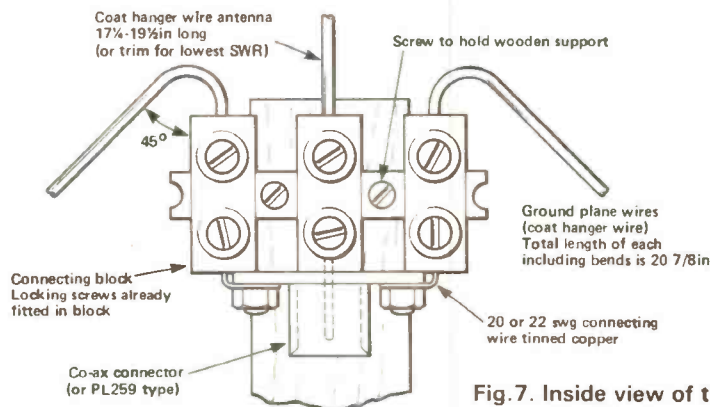 Coat hanger wire antenna
17¼-19½in long
(or trim for lowest SWR)
Screw to hold wooden support
45°
Ground plane wires
(coat hanger wire)
Total length of each
including bends is 20 7/8in
Connecting block
Locking screws already
fitted in block
20 or 22 swg connecting
wire tinned copper
Co-ax connector
(or PL259 type)
Fig.7. Inside view of t